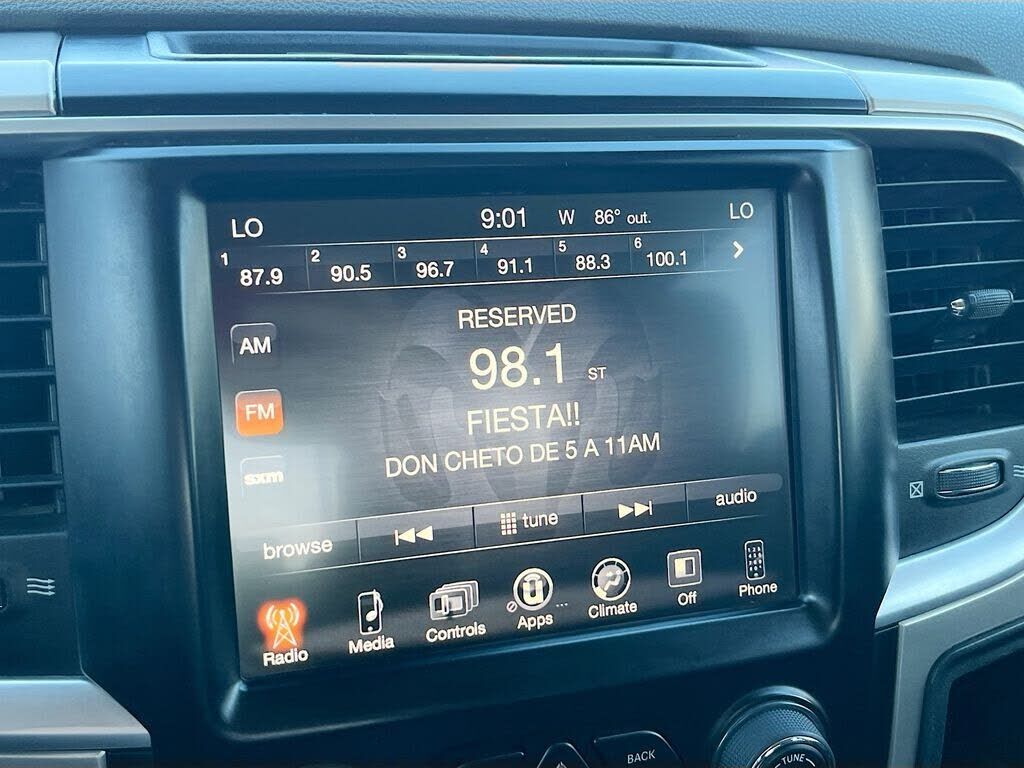 LO 9:01 W 86° out. LO
1 87.9 2 90.5 3 96.7 4 91.1 5 88.3 6 100.1
RESERVED
AM
98.1 ST
FM
FIESTA!!
DON CHETO DE 5 A 11AM
sxm
browse tune audio
Radio Media Controls Apps Climate Off Phone
BACK
TUNE